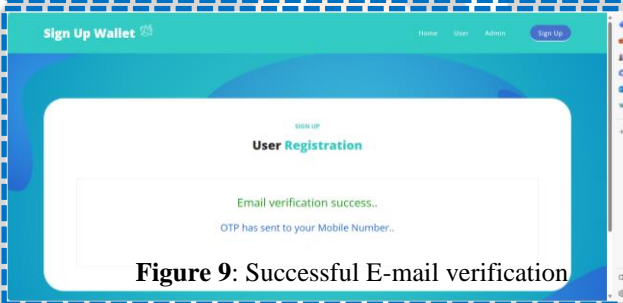 Sign Up Wallet
Home User Admin Sign Up
SIGN UP
User Registration
Email verification success..
OTP has sent to your Mobile Number..
Figure 9: Successful E-mail verification